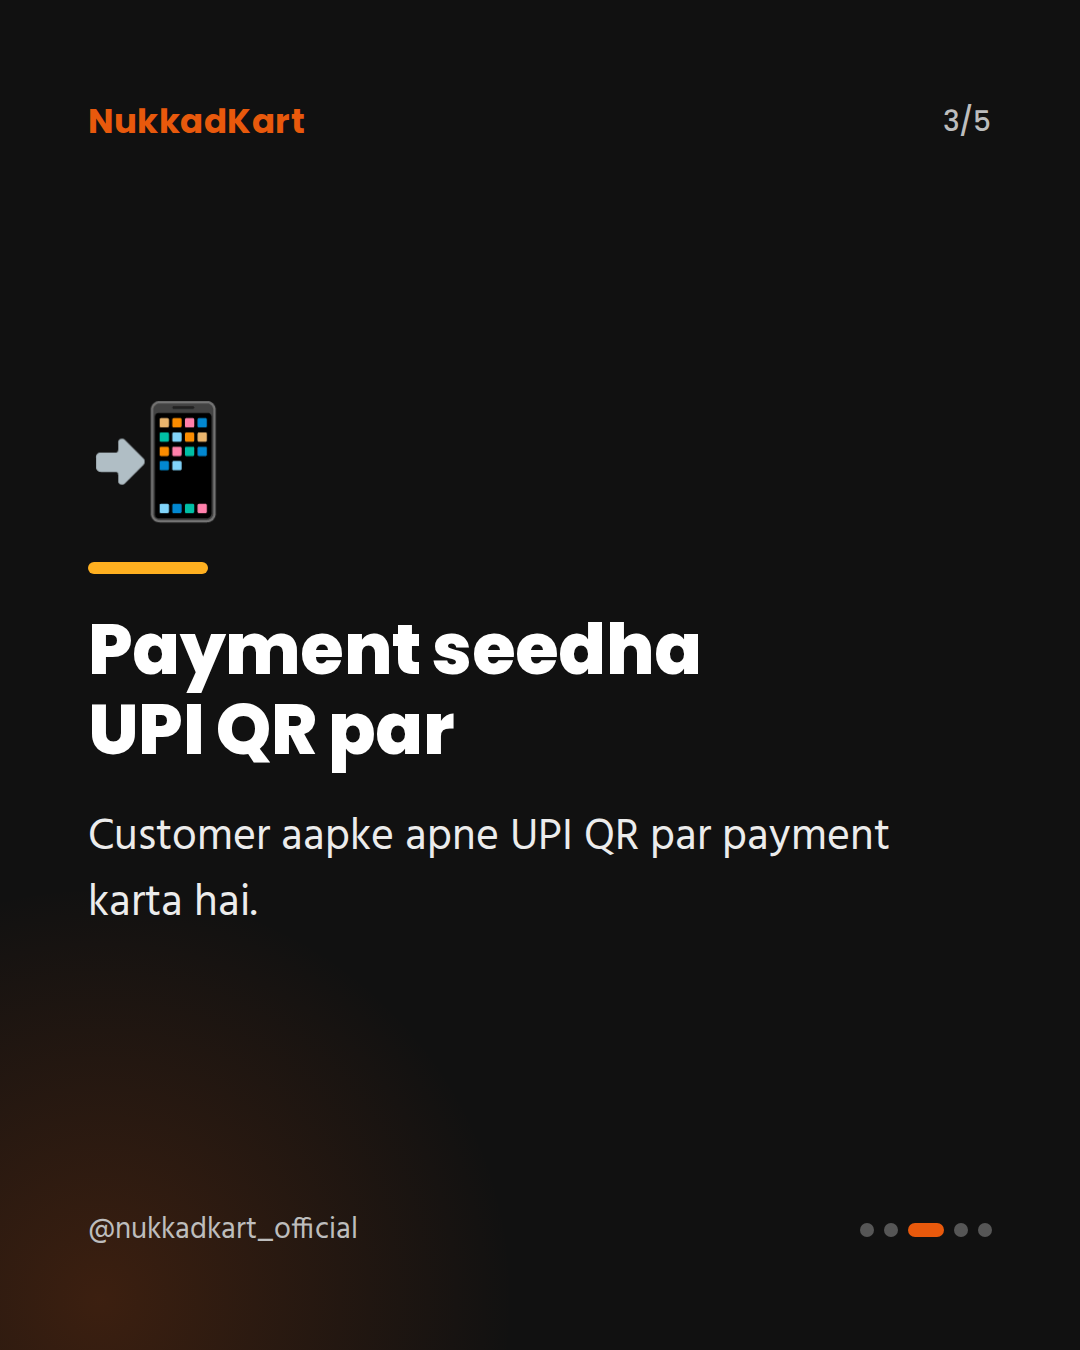 NukkadKart
3/5
Payment seedha
UPI QR par
Customer aapke apne UPI QR par payment
karta hai.
@nukkadkart_official